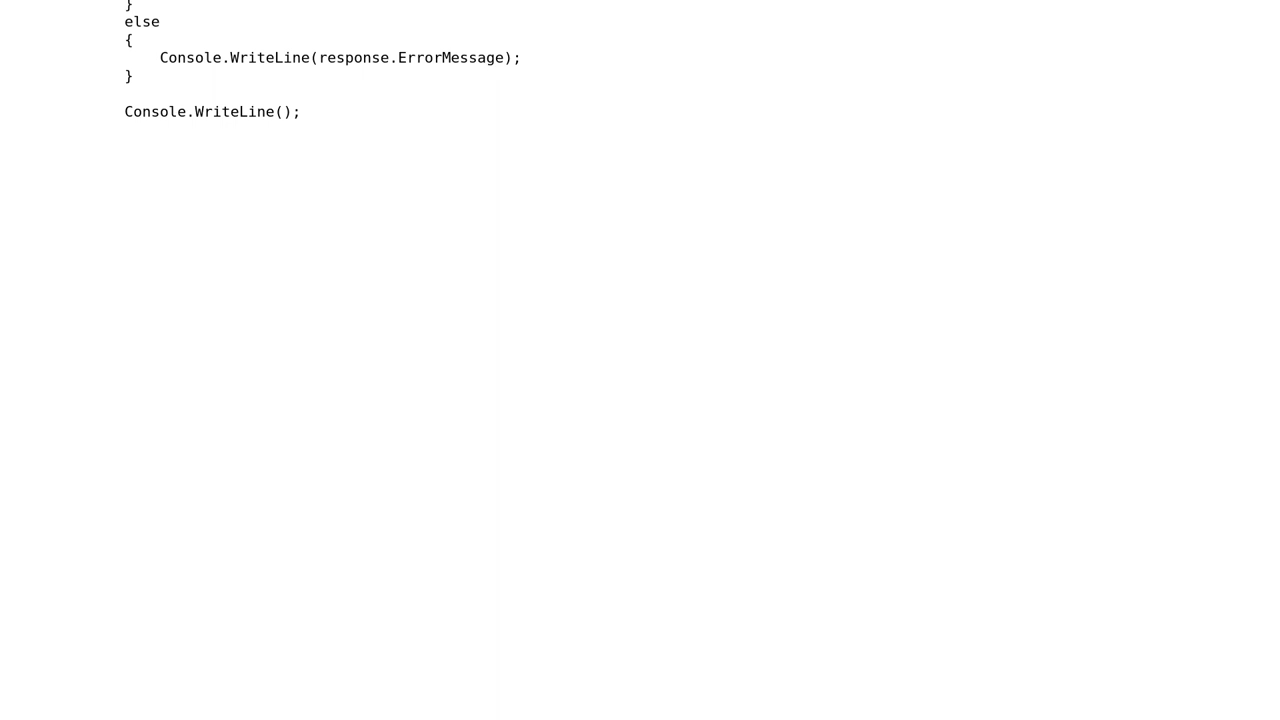 }
else
{
    Console.WriteLine(response.ErrorMessage);
}

Console.WriteLine();